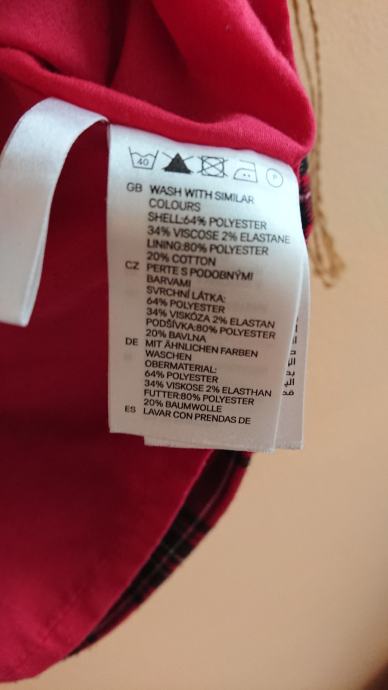 40
P
GB WASH WITH SIMILAR
COLOURS
SHELL:64% POLYESTER
34% VISCOSE 2% ELASTANE
LINING:80% POLYESTER
20% COTTON
CZ PERTE S PODOBNÝMI
BARVAMI
SVRCHNÍ LÁTKA:
64% POLYESTER
34% VISKÓZA 2% ELASTAN
PODŠÍVKA:80% POLYESTER
20% BAVLNA
DE MIT ÄHNLICHEN FARBEN
WASCHEN
OBERMATERIAL:
64% POLYESTER
34% VISKOSE 2% ELASTHAN
FUTTER:80% POLYESTER
20% BAUMWOLLE
ES LAVAR CON PRENDAS DE